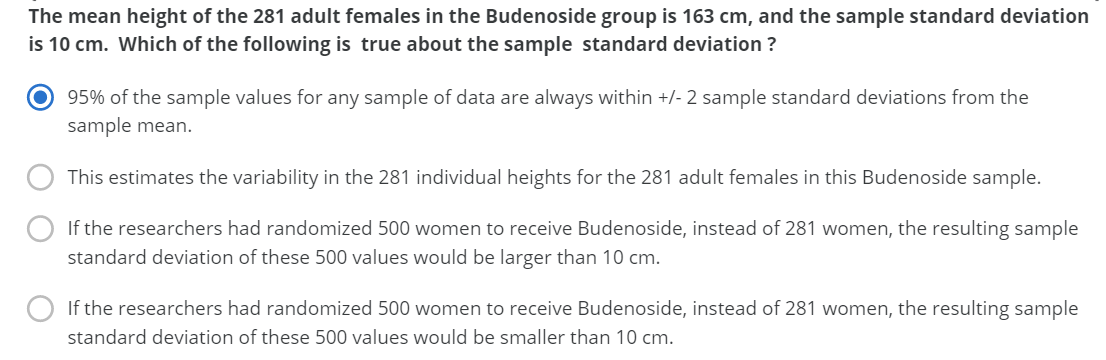 The mean height of the 281 adult females in the Budenoside group is 163 cm, and the sample standard deviation
is 10 cm.  Which of the following is  true about the sample  standard deviation ?
95% of the sample values for any sample of data are always within +/- 2 sample standard deviations from the
sample mean.
This estimates the variability in the 281 individual heights for the 281 adult females in this Budenoside sample.
If the researchers had randomized 500 women to receive Budenoside, instead of 281 women, the resulting sample
standard deviation of these 500 values would be larger than 10 cm.
If the researchers had randomized 500 women to receive Budenoside, instead of 281 women, the resulting sample
standard deviation of these 500 values would be smaller than 10 cm.